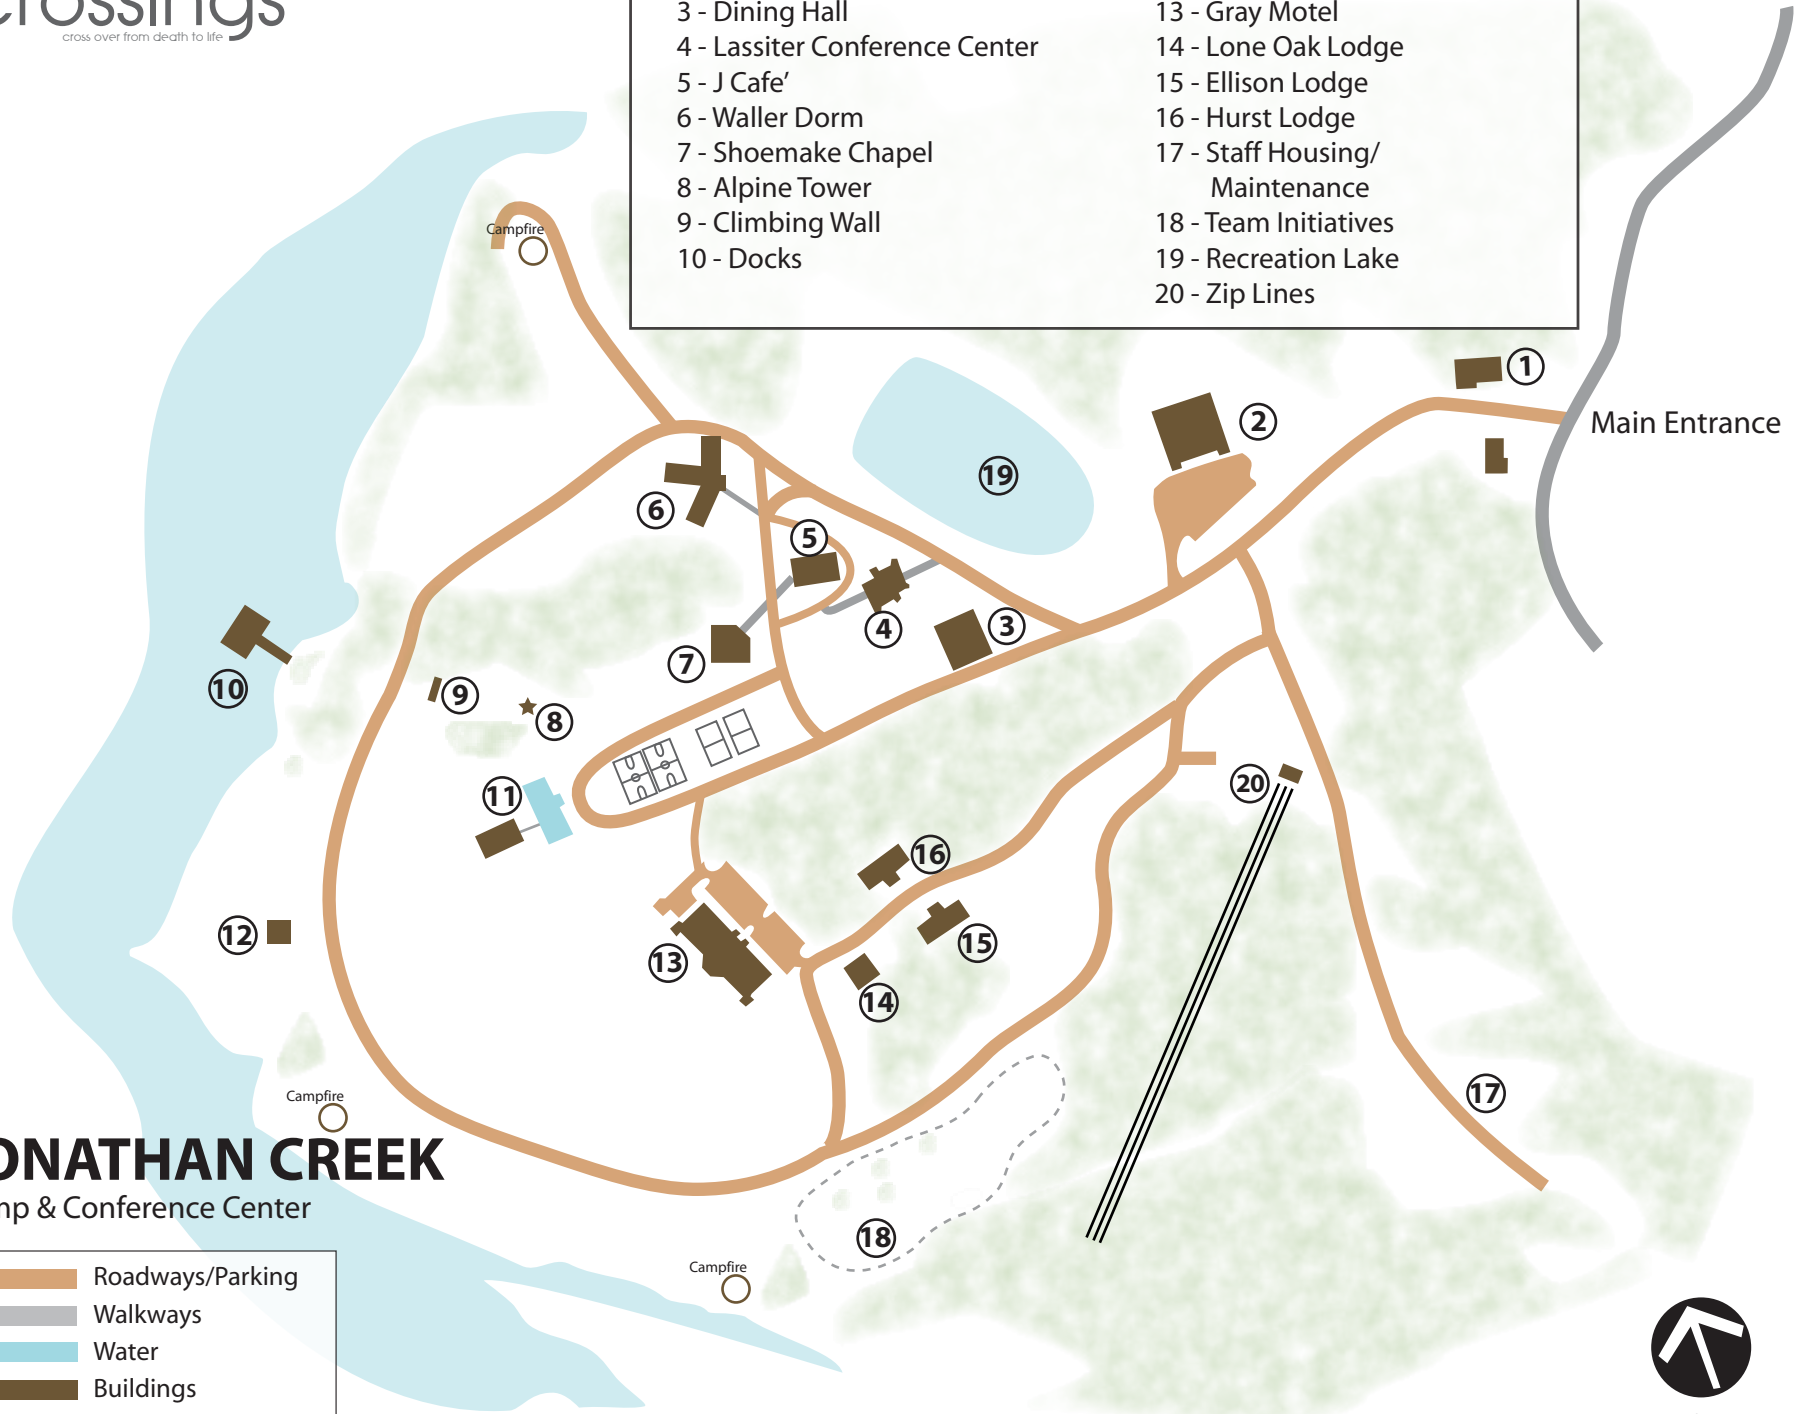 crossings
cross over from death to life
3 - Dining Hall
4 - Lassiter Conference Center
5 - J Cafe’
6 - Waller Dorm
7 - Shoemake Chapel
8 - Alpine Tower
9 - Climbing Wall
10 - Docks
13 - Gray Motel
14 - Lone Oak Lodge
15 - Ellison Lodge
16 - Hurst Lodge
17 - Staff Housing/
Maintenance
18 - Team Initiatives
19 - Recreation Lake
20 - Zip Lines
Campfire
1
Main Entrance
2
19
6
5
4
3
7
10
9
8
11
20
16
12
13
15
14
Campfire
17
ONATHAN CREEK
mp & Conference Center
18
Campfire
Roadways/Parking
Walkways
Water
Buildings